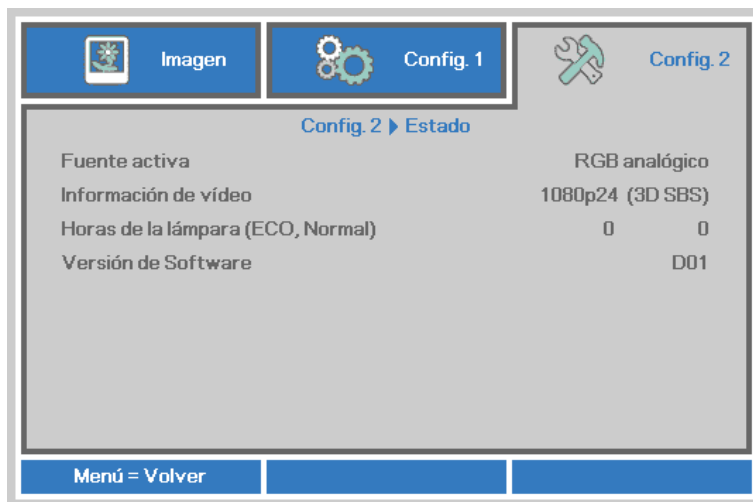 Imagen Config. 1 Config. 2
Config. 2 Estado
Fuente activa RGB analógico
Información de vídeo 1080p24 (3D SBS)
Horas de la lámpara (ECO, Normal) 0 0
Versión de Software D01
Menú = Volver